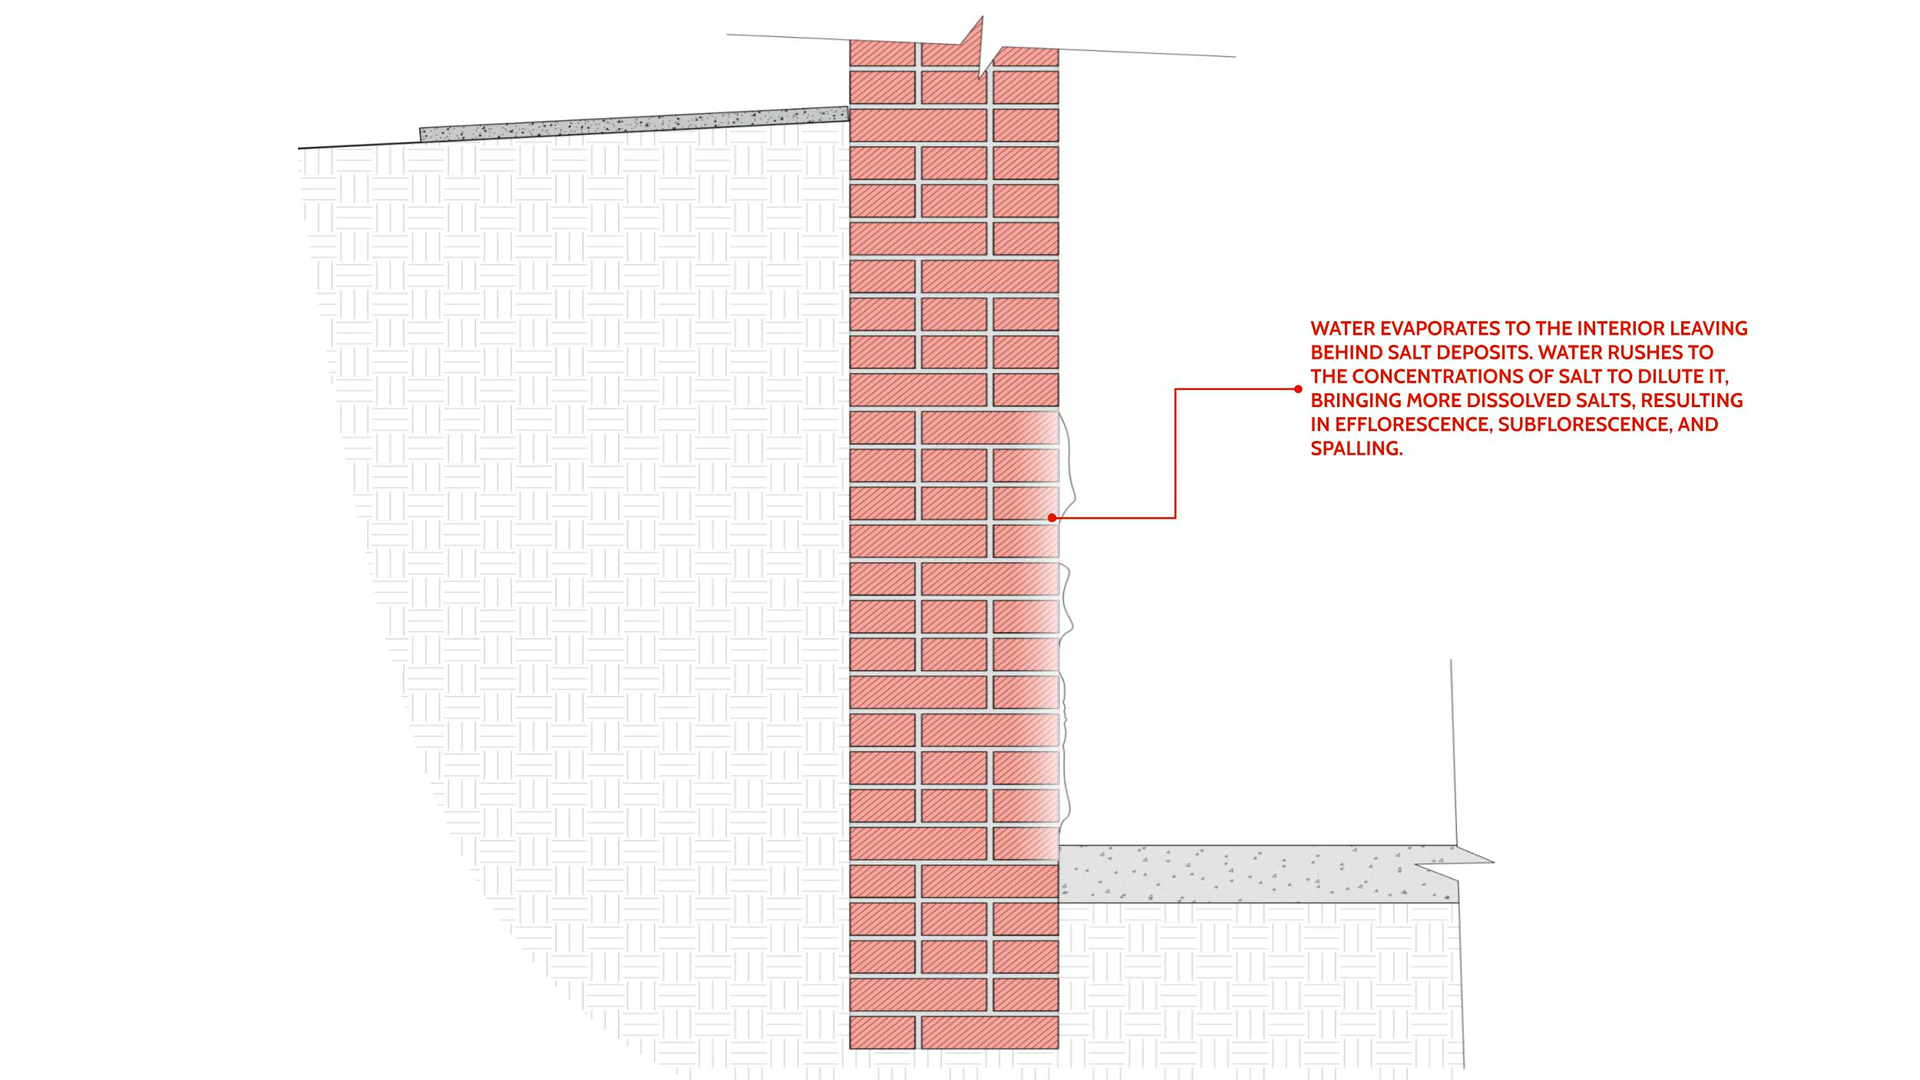 WATER EVAPORATES TO THE INTERIOR LEAVING
BEHIND SALT DEPOSITS. WATER RUSHES TO
THE CONCENTRATIONS OF SALT TO DILUTE IT,
BRINGING MORE DISSOLVED SALTS, RESULTING
IN EFFLORESCENCE, SUBFLORESCENCE, AND
SPALLING.